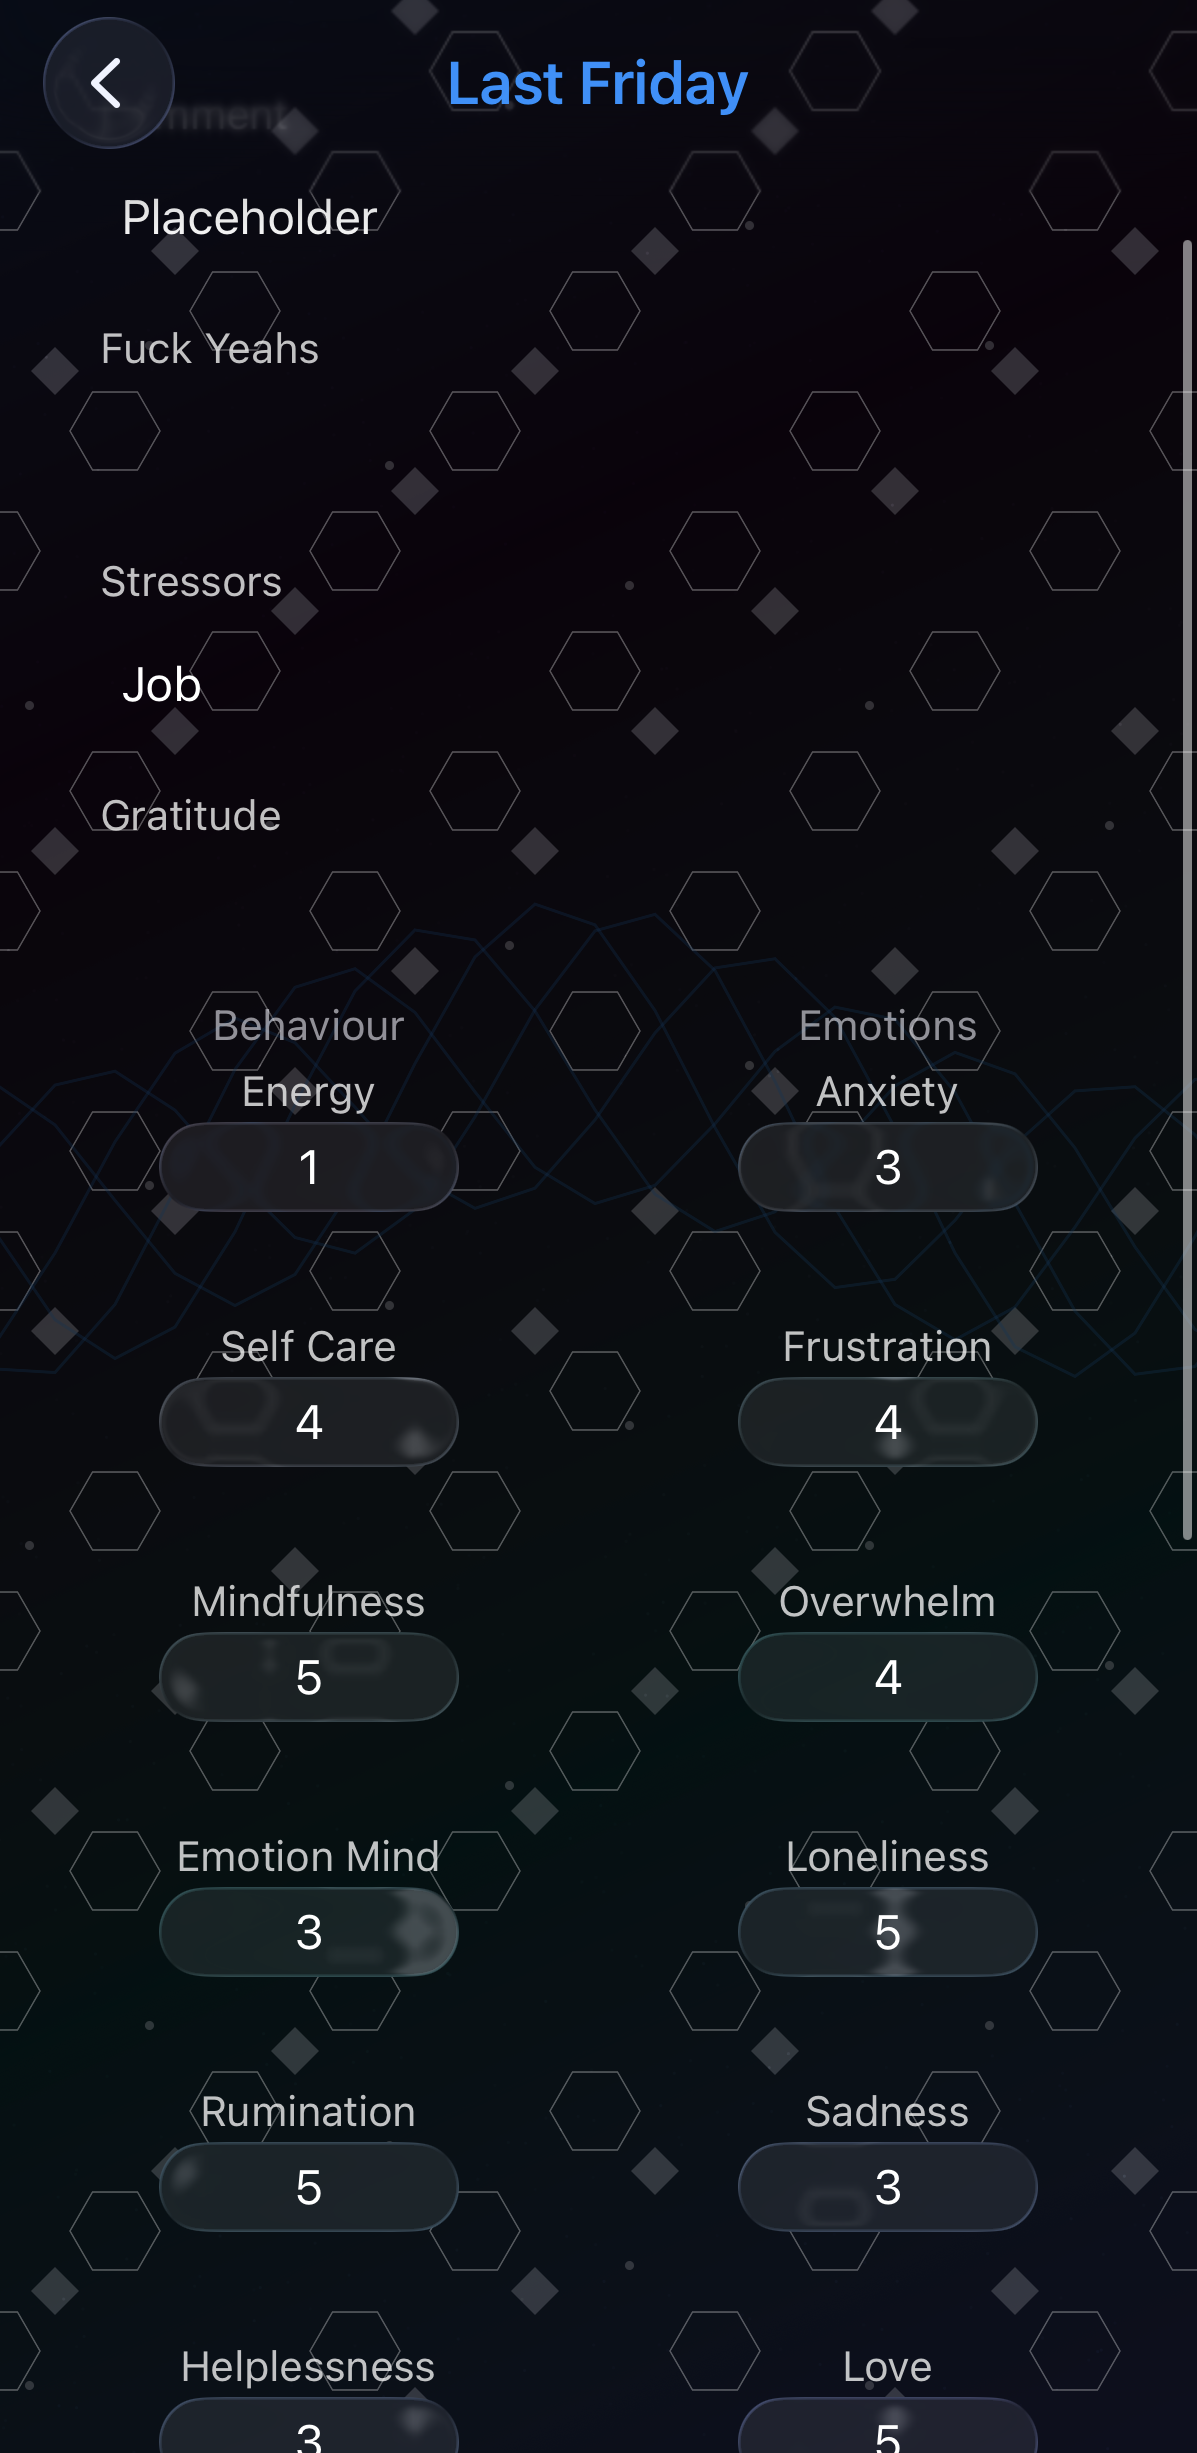 Last Friday
Placeholder
Fuck Yeahs
Stressors
Job
Gratitude
Behaviour
Emotions
Energy
Anxiety
1
3
Self Care
Frustration
4
4
Mindfulness
Overwhelm
5
4
Emotion Mind
Loneliness
3
5
Rumination
Sadness
5
3
Helplessness
Love
3
5